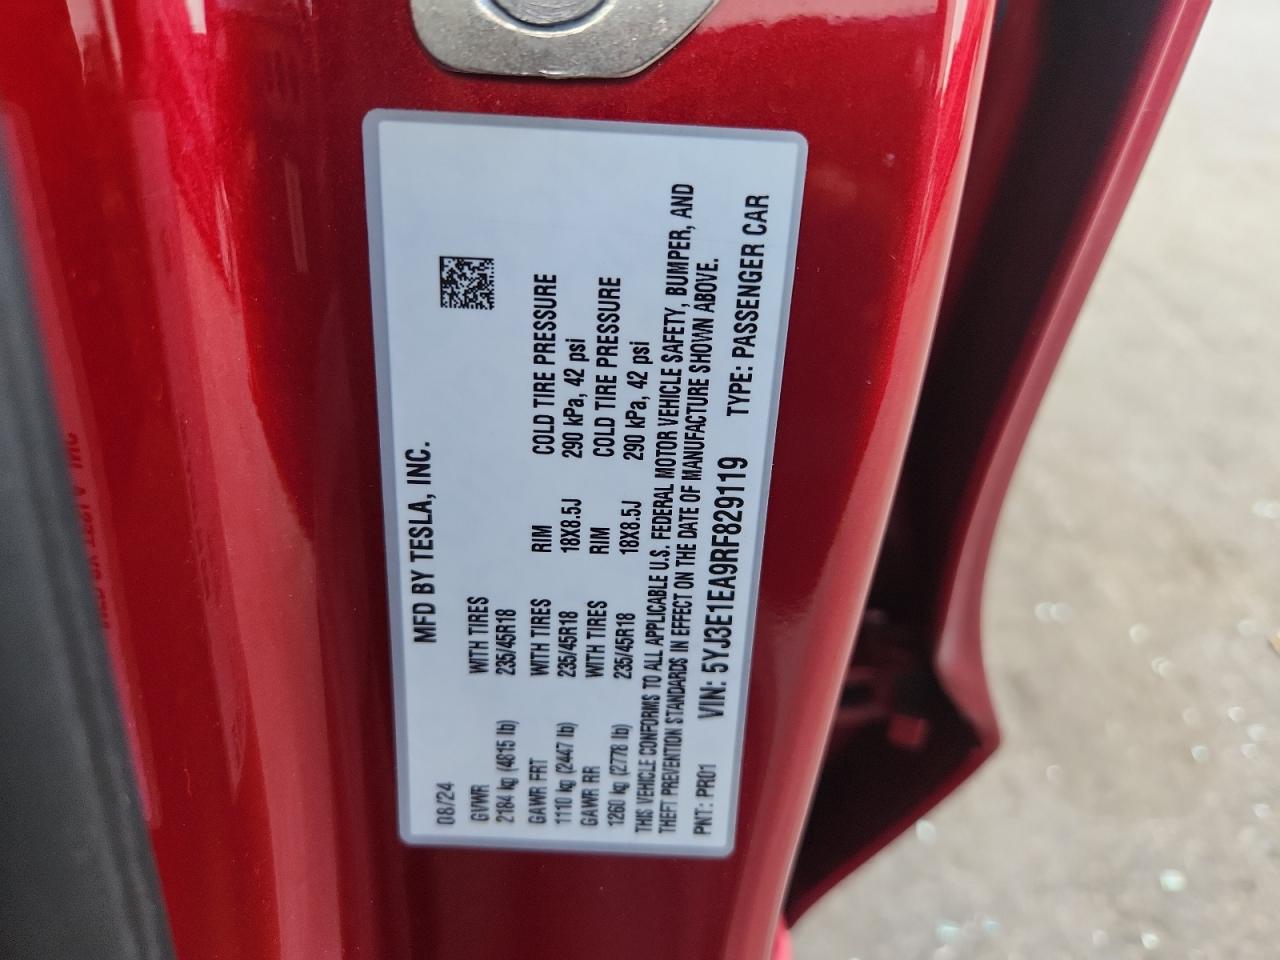 MFD BY TESLA, INC.
08/24
GVWR WITH TIRES
2184 kg (4815 lb) 235/45R18
GAWR FRT WITH TIRES RIM COLD TIRE PRESSURE
1110 kg (2447 lb) 235/45R18 18X8.5J 290 kPa, 42 psi
GAWR RR WITH TIRES RIM COLD TIRE PRESSURE
1260 kg (2778 lb) 235/45R18 18X8.5J 290 kPa, 42 psi
THIS VEHICLE CONFORMS TO ALL APPLICABLE U.S. FEDERAL MOTOR VEHICLE SAFETY, BUMPER, AND
THEFT PREVENTION STANDARDS IN EFFECT ON THE DATE OF MANUFACTURE SHOWN ABOVE.
PNT: PR01 VIN: 5YJ3E1EA9RF829119 TYPE: PASSENGER CAR